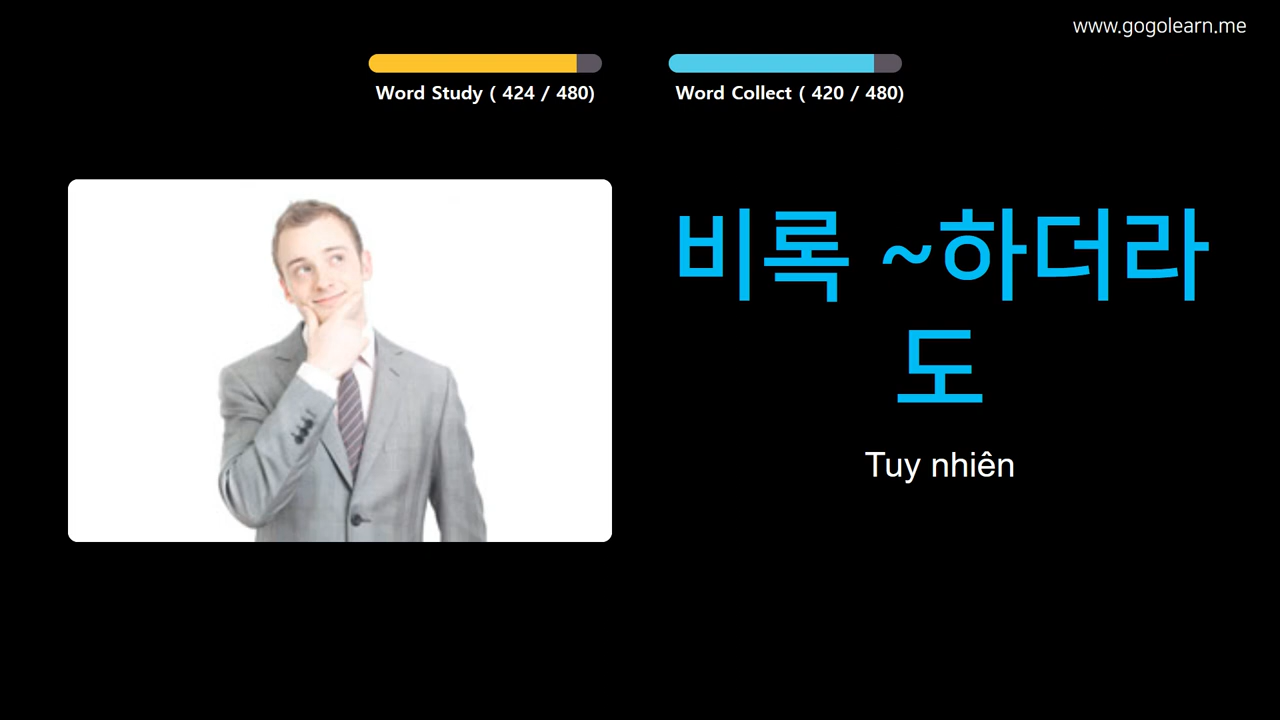 www.gogolearn.me
Word Study ( 424 / 480)
Word Collect ( 420 / 480)
비록 ~하더라
도
Tuy nhiên